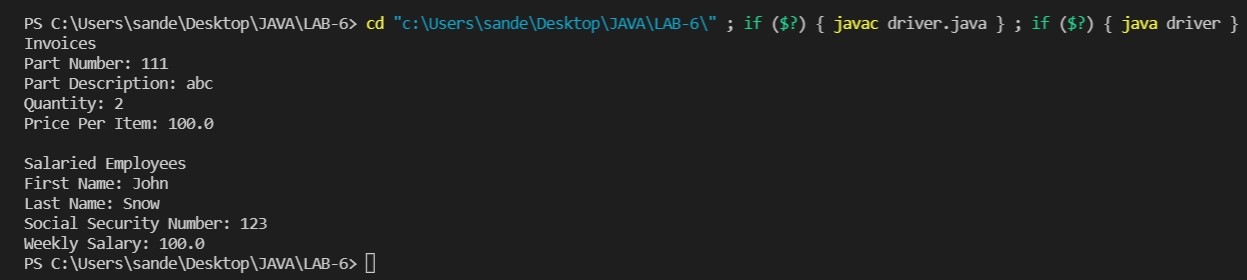 PS C:\Users\sande\Desktop\JAVA\LAB-6> cd "c:\Users\sande\Desktop\JAVA\LAB-6\" ; if ($?) { javac driver.java } ; if ($?) { java driver }
Invoices
Part Number: 111
Part Description: abc
Quantity: 2
Price Per Item: 100.0

Salaried Employees
First Name: John
Last Name: Snow
Social Security Number: 123
Weekly Salary: 100.0
PS C:\Users\sande\Desktop\JAVA\LAB-6>